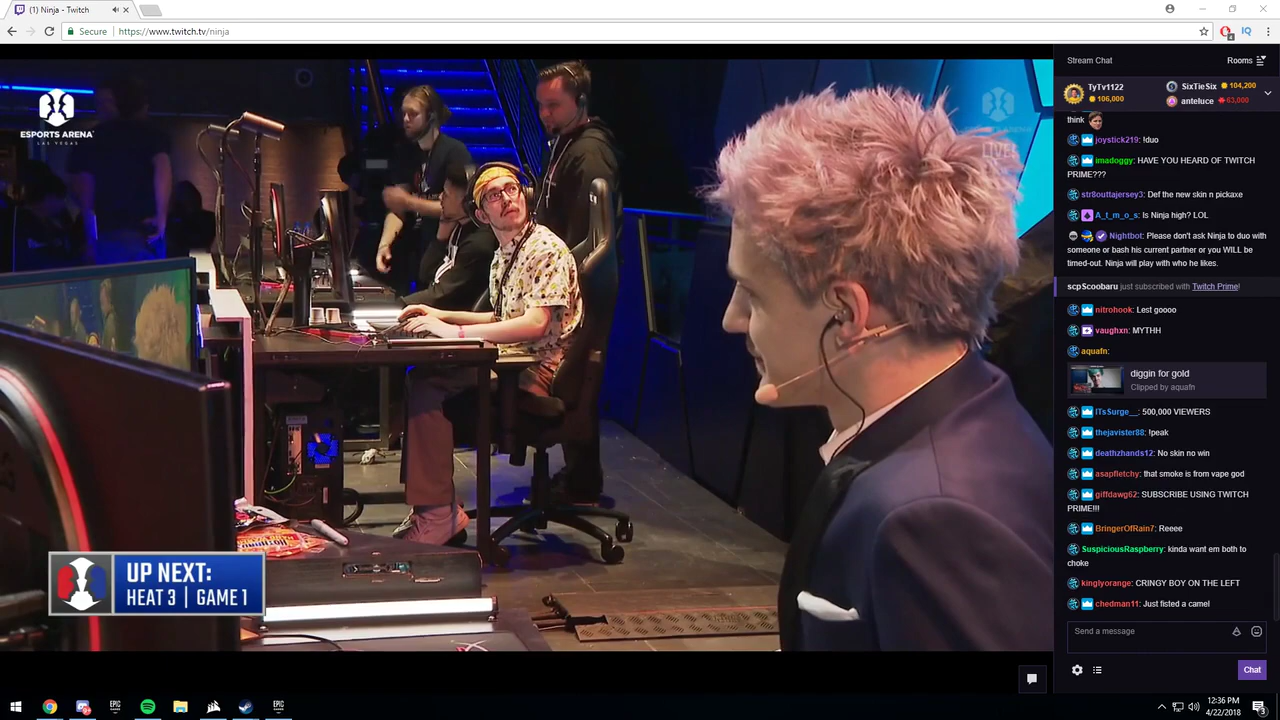 (1) Ninja - Twitch
Secure | https://www.twitch.tv/ninja
ESPORTS ARENA
LAS VEGAS
UP NEXT:
HEAT 3 | GAME 1
Stream Chat
Rooms
TyTv1122
106,000
SixTieSix 104,200
anteluce 63,000
think
joystick219: !duo
imadoggy: HAVE YOU HEARD OF TWITCH
PRIME???
str8outtajersey3: Def the new skin n pickaxe
A_t_m_o_s: Is Ninja high? LOL
Nightbot: Please don't ask Ninja to duo with
someone or bash his current partner or you WILL be
timed-out. Ninja will play with who he likes.
scpScoobaru just subscribed with Twitch Prime!
nitrohook: Lest goooo
vaughxn: MYTHH
aquafn:
diggin for gold
Clipped by aquafn
ITsSurge__: 500,000 VIEWERS
thejavister88: !peak
deathzhands12: No skin no win
asapfletchy: that smoke is from vape god
giffdawg62: SUBSCRIBE USING TWITCH
PRIME!!!
BringerOfRain7: Reeee
SuspiciousRaspberry: kinda want em both to
choke
kinglyorange: CRINGY BOY ON THE LEFT
chedman11: Just fisted a camel
Send a message
Chat
EPIC
EPIC
12:36 PM
4/22/2018
3